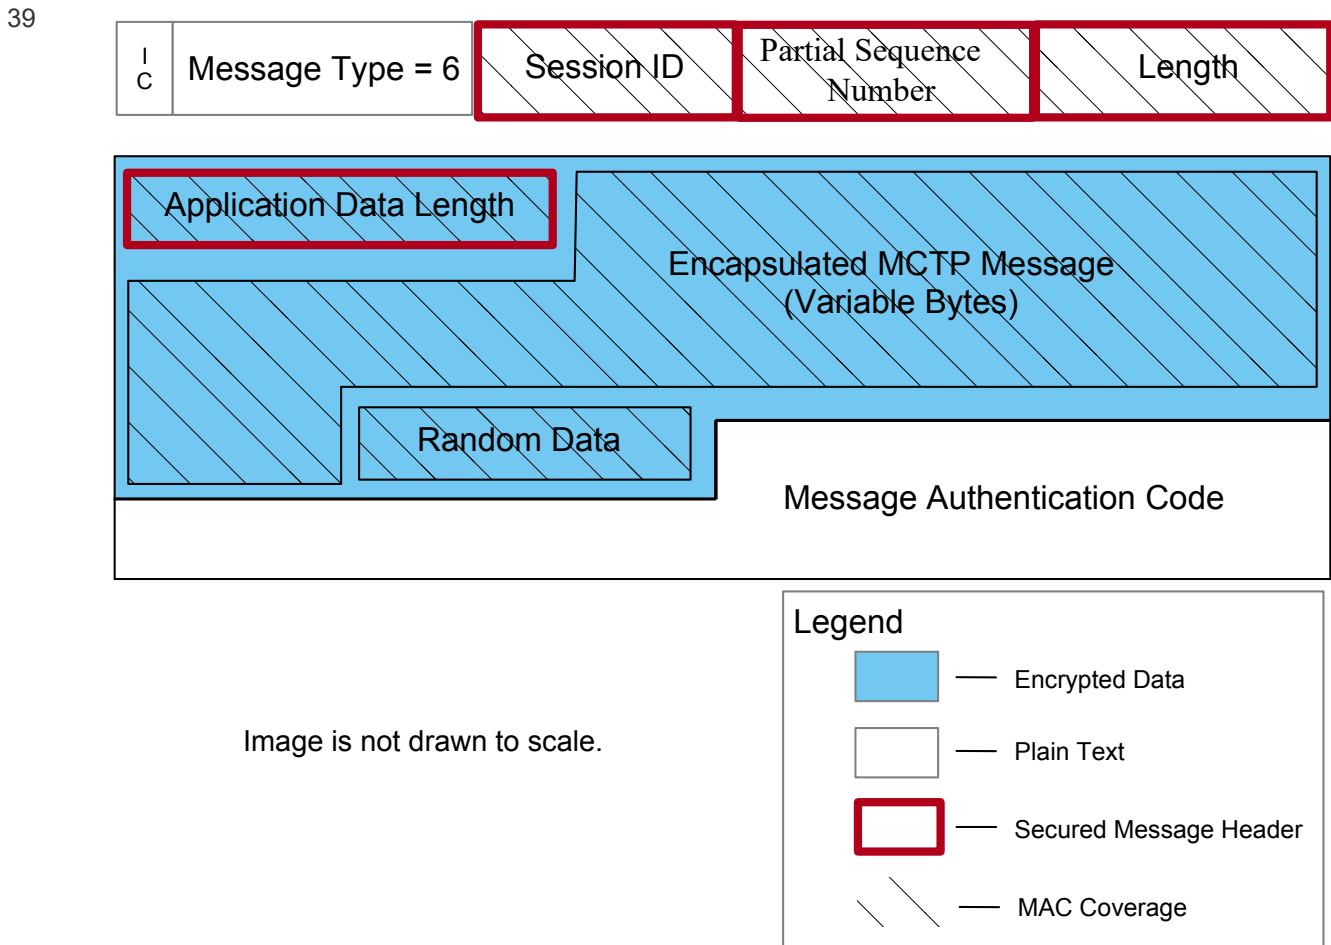 39
I
C
Message Type = 6
Session ID
Partial Sequence
Number
Length
Application Data Length
Encapsulated MCTP Message
(Variable Bytes)
Random Data
Message Authentication Code
Legend
Encrypted Data
Plain Text
Secured Message Header
MAC Coverage
Image is not drawn to scale.